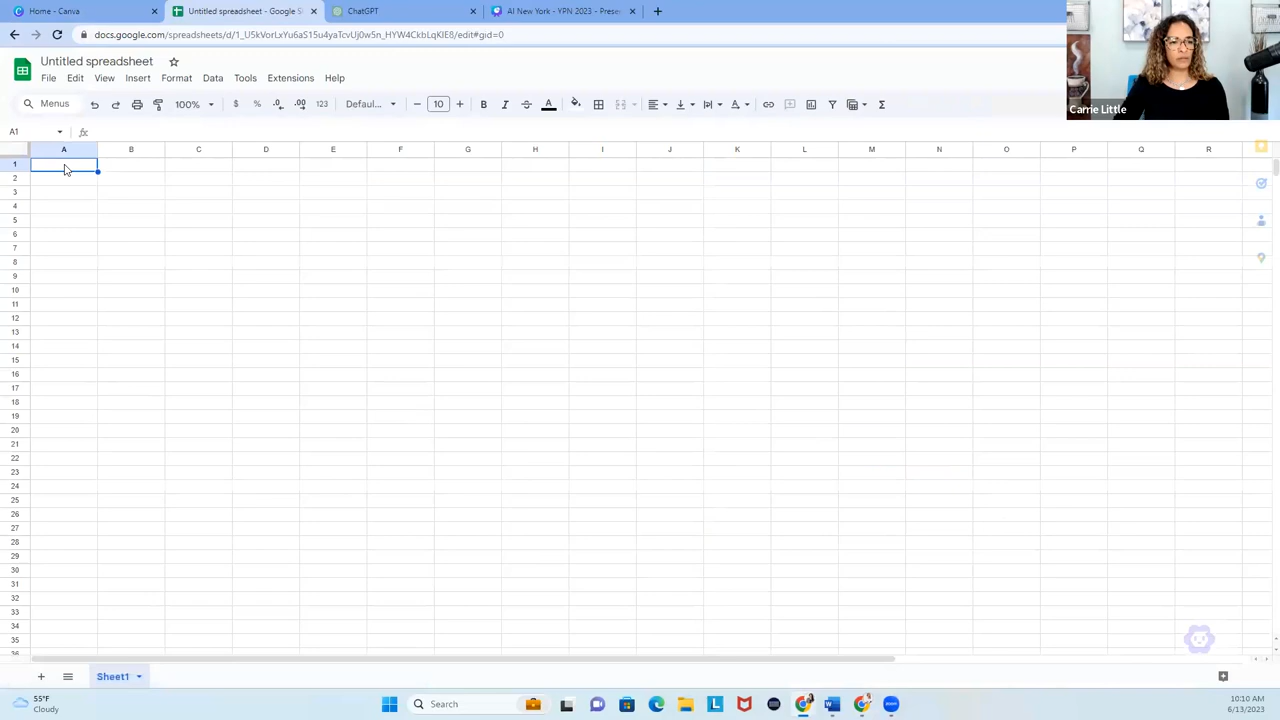 Home - Canva
Untitled spreadsheet - Google S
ChatGPT
AI New York - YPN 2023 – Prese
docs.google.com/spreadsheets/d/1_U5kVorLxYu6aS15u4yaTcvUj0w5n_HYW4CkbLqKlE8/edit#gid=0
Untitled spreadsheet
File Edit View Insert Format Data Tools Extensions Help
Menus 100% $ % .0 .00 123 Defaul... 10 B I S A
A1 fx
Carrie Little
A B C D E F G H I J K L M N O P Q R
1
2
3
4
5
6
7
8
9
10
11
12
13
14
15
16
17
18
19
20
21
22
23
24
25
26
27
28
29
30
31
32
33
34
35
36
Sheet1
55°F
Cloudy
Search
L
W
zoom
10:10 AM
6/13/2023